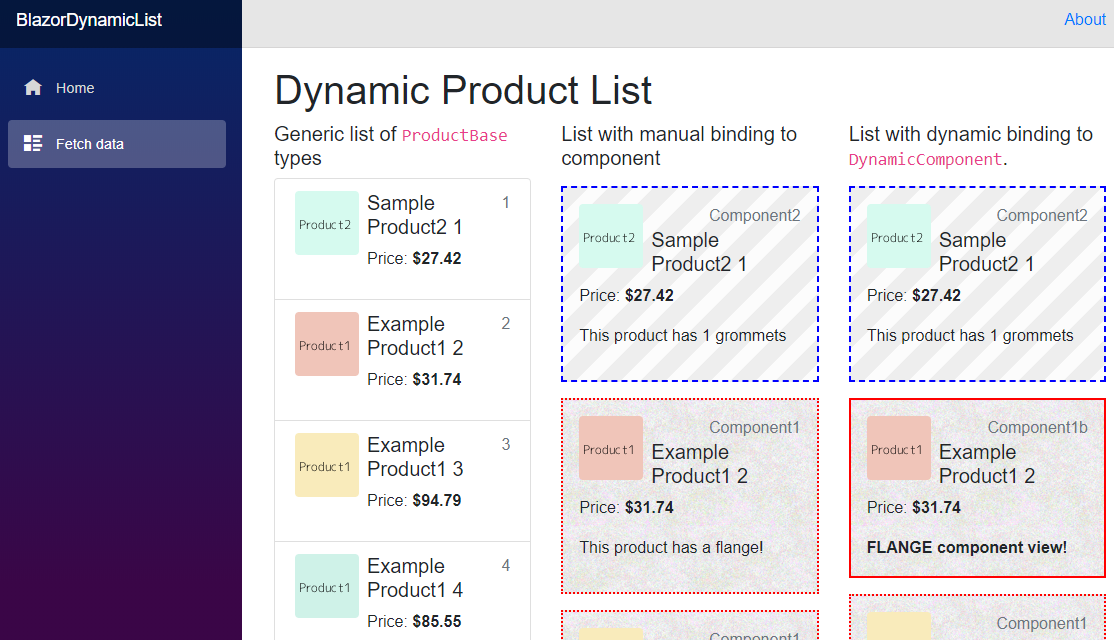 BlazorDynamicList
About
Home
Fetch data
Dynamic Product List
Generic list of ProductBase
types
Product2
Sample
Product2 1
1
Price: $27.42
Product1
Example
Product1 2
2
Price: $31.74
Product1
Example
Product1 3
3
Price: $94.79
Product1
Example
Product1 4
4
Price: $85.55
List with manual binding to
component
Component2
Product2
Sample
Product2 1
Price: $27.42
This product has 1 grommets
Component1
Product1
Example
Product1 2
Price: $31.74
This product has a flange!
Component1
List with dynamic binding to
DynamicComponent.
Component2
Product2
Sample
Product2 1
Price: $27.42
This product has 1 grommets
Component1b
Product1
Example
Product1 2
Price: $31.74
FLANGE component view!
Component1